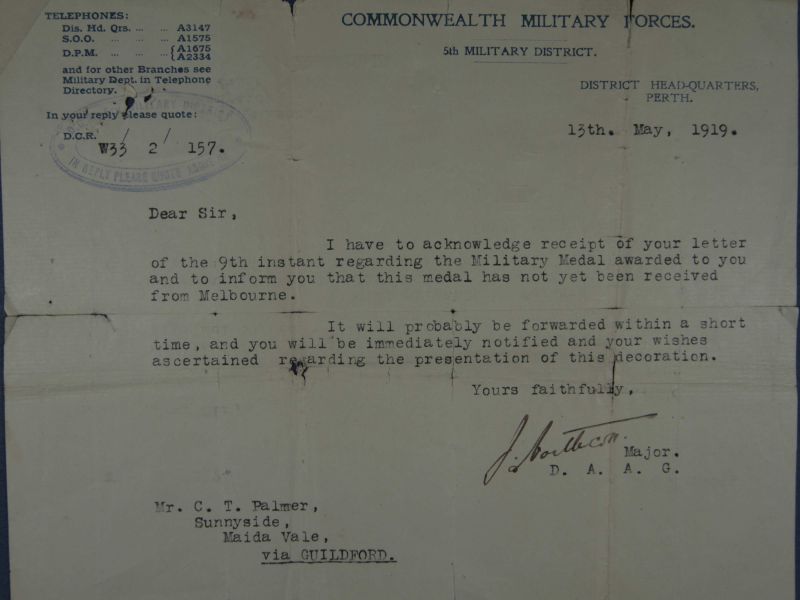 TELEPHONES:
Dis. Hd. Qrs. ... ... A3147
S.O.O. ... ... ... A1575
D.P.M. ... ... ... {A1675
{A2334
and for other Branches see
Military Dept. in Telephone
Directory.
In your reply please quote:
D.C.R.
W33 / 2 / 157.
IN REPLY PLEASE QUOTE
COMMONWEALTH MILITARY FORCES.
5th MILITARY DISTRICT.
DISTRICT HEAD-QUARTERS,
PERTH.
13th. May, 1919.
Dear Sir,
I have to acknowledge receipt of your letter
of the 9th instant regarding the Military Medal awarded to you
and to inform you that this medal has not yet been received
from Melbourne.
It will probably be forwarded within a short
time, and you will be immediately notified and your wishes
ascertained regarding the presentation of this decoration.
Yours faithfully,
Major.
D. A. A. G.
Mr. C. T. Palmer,
Sunnyside,
Maida Vale,
via GUILDFORD.